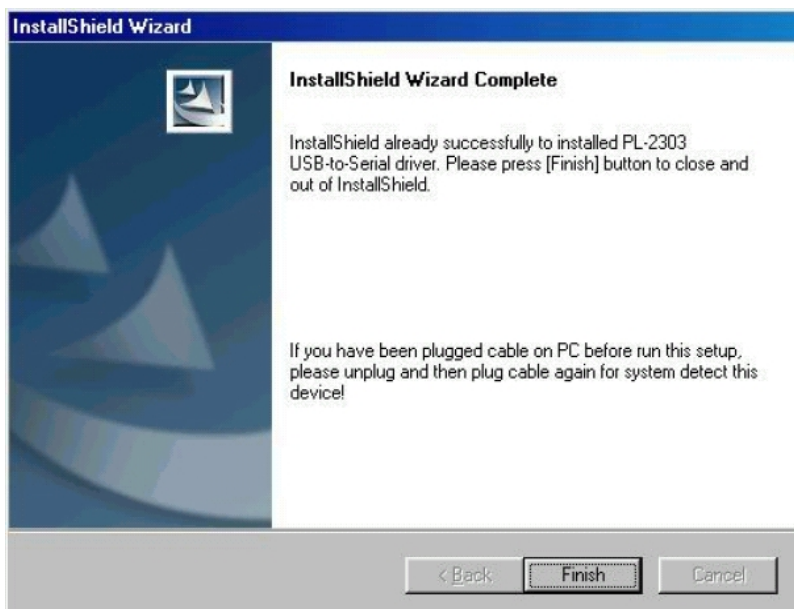 InstallShield Wizard
InstallShield Wizard Complete
InstallShield already successfully to installed PL-2303
USB-to-Serial driver. Please press [Finish] button to close and
out of InstallShield.
If you have been plugged cable on PC before run this setup,
please unplug and then plug cable again for system detect this
device!
< Back Finish Cancel